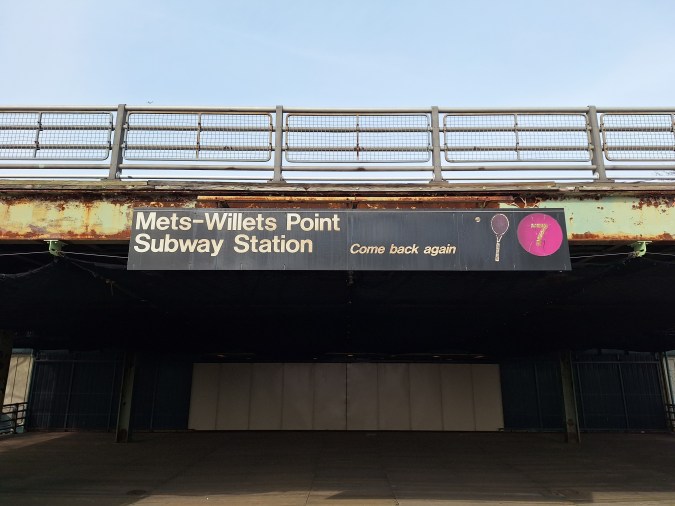 Mets-Willets Point
Subway Station
Come back again
7